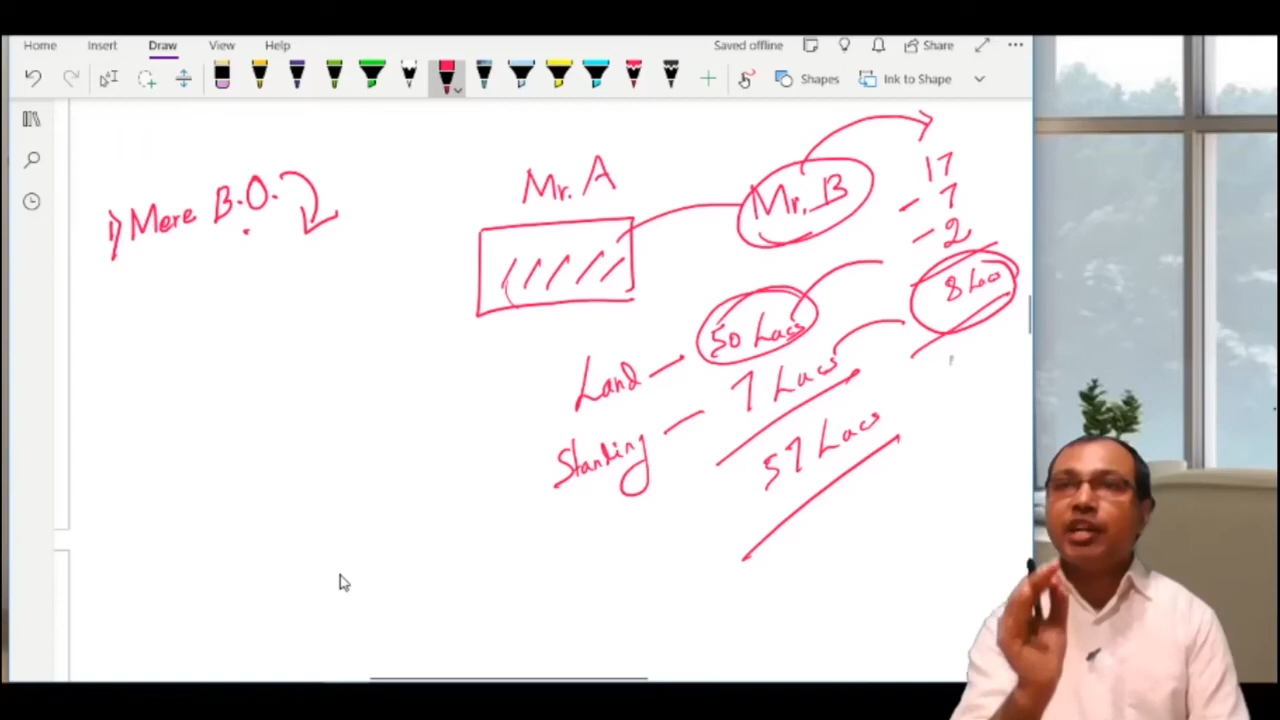 Home Insert Draw View Help Saved offline Share
Shapes Ink to Shape
1) Mere B.O.
Mr. A
Mr. B
17
- 7
- 2
8 Lacs
Land - 50 Lacs
Standing - 7 Lacs
57 Lacs